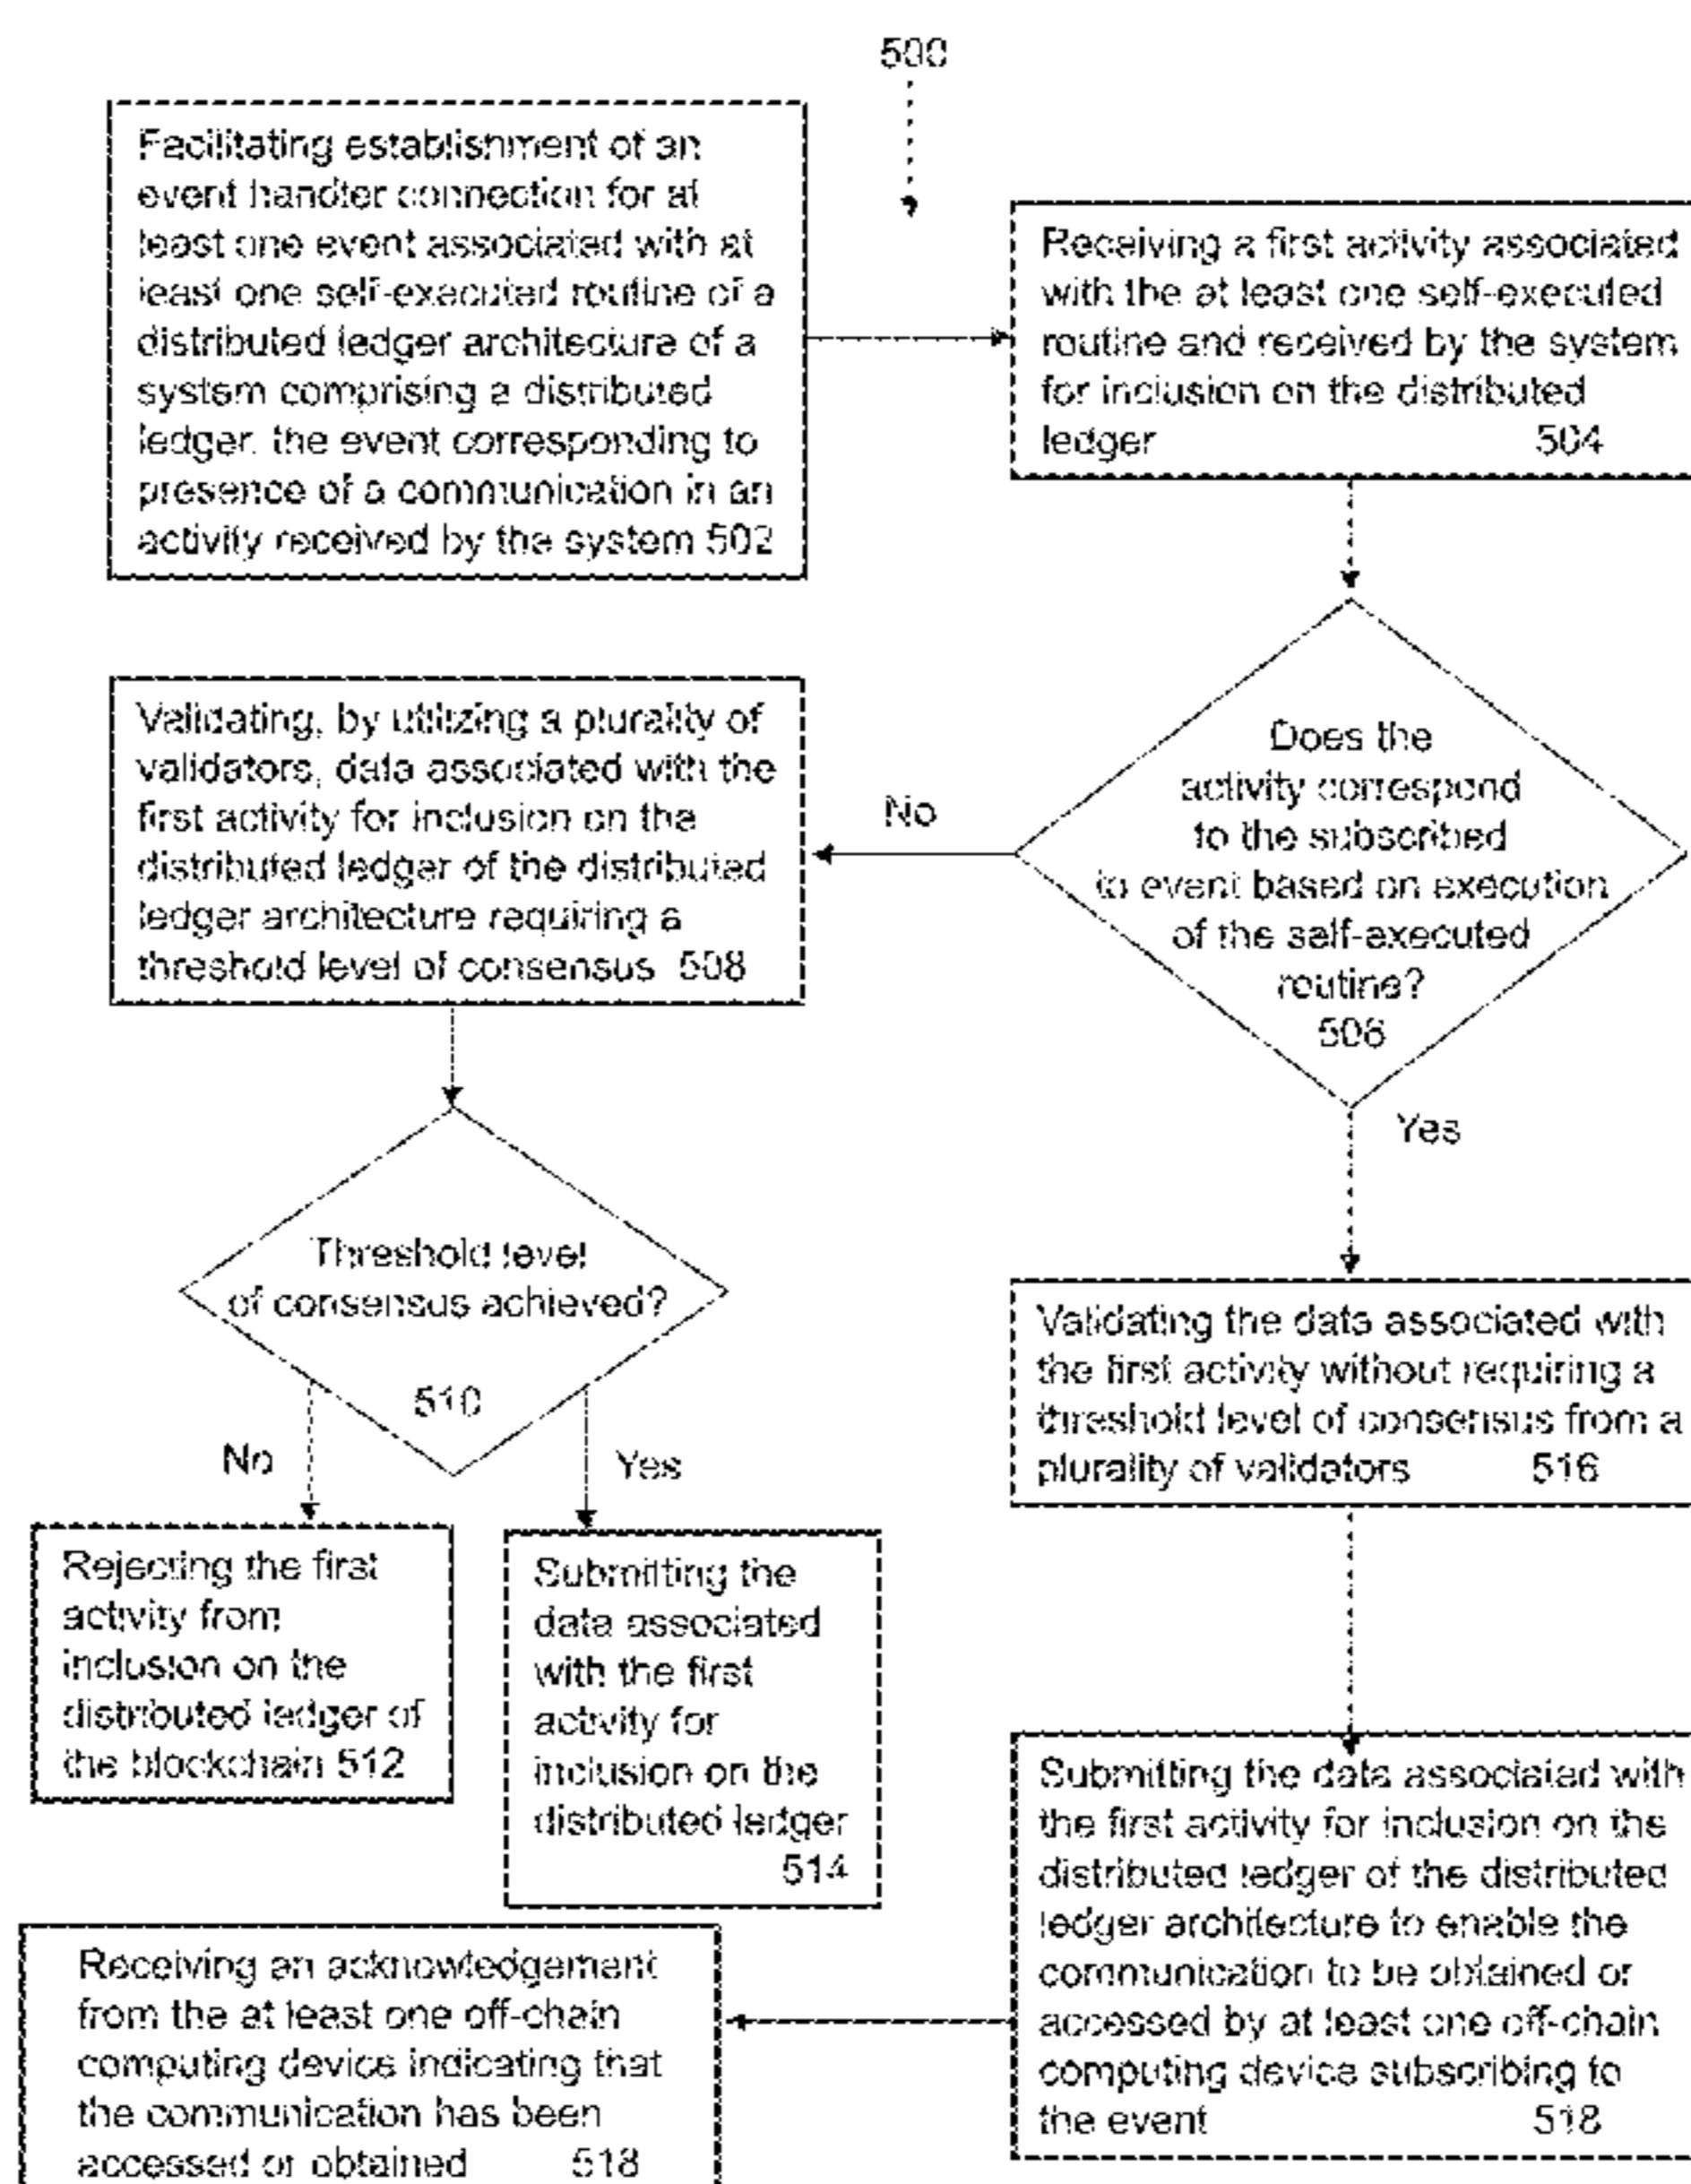 500
Facilitating establishment of an
event handler connection for at
least one event associated with at
least one self-executed routine of a
distributed ledger architecture of a
system comprising a distributed
ledger, the event corresponding to
presence of a communication in an
activity received by the system 502
Receiving a first activity associated
with the at least one self-executed
routine and received by the system
for inclusion on the distributed
ledger 504
Does the
activity correspond
to the subscribed
to event based on execution
of the self-executed
routine?
506
No
Yes
Validating, by utilizing a plurality of
validators, data associated with the
first activity for inclusion on the
distributed ledger of the distributed
ledger architecture requiring a
threshold level of consensus 508
Threshold level
of consensus achieved?
510
No
Yes
Rejecting the first
activity from
inclusion on the
distributed ledger of
the blockchain 512
Submitting the
data associated
with the first
activity for
inclusion on the
distributed ledger
514
Validating the data associated with
the first activity without requiring a
threshold level of consensus from a
plurality of validators 516
Submitting the data associated with
the first activity for inclusion on the
distributed ledger of the distributed
ledger architecture to enable the
communication to be obtained or
accessed by at least one off-chain
computing device subscribing to
the event 518
Receiving an acknowledgement
from the at least one off-chain
computing device indicating that
the communication has been
accessed or obtained 518